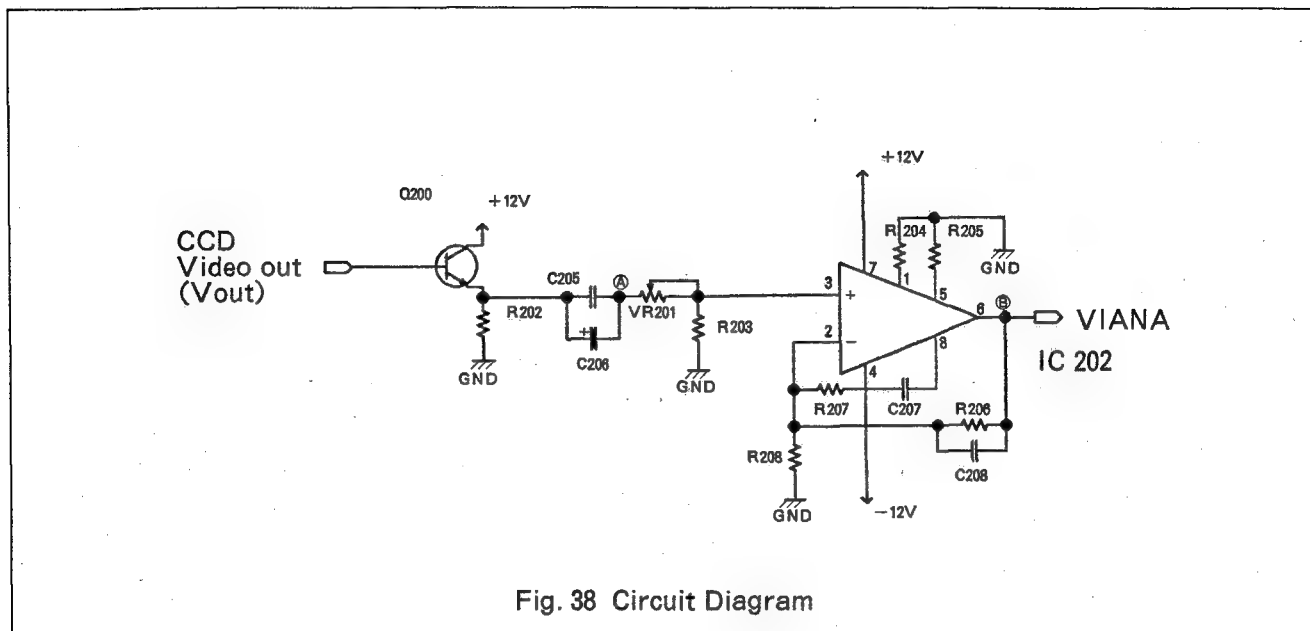 Q200
+12V
CCD
Video out
(Vout)
R202
GND
C205
C206
+
Ⓐ
VR201
R203
GND
+12V
R204
R205
GND
3
+
2
−
7
1
5
6
8
4
Ⓑ
VIANA
IC 202
R207
C207
R206
C208
R208
GND
−12V
Fig. 38 Circuit Diagram